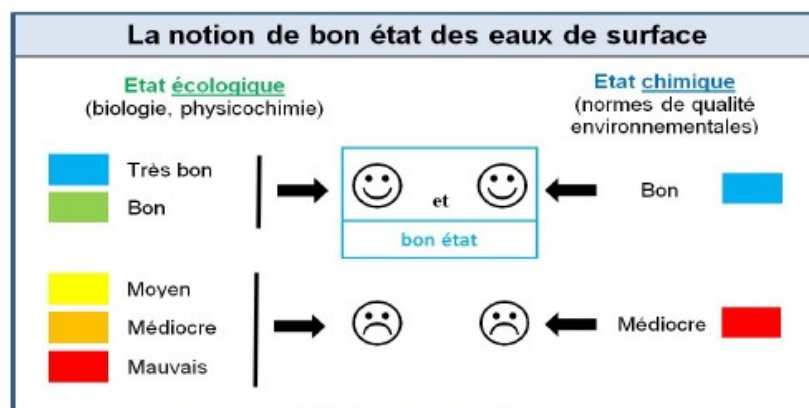 La notion de bon état des eaux de surface
Etat écologique
(biologie, physicochimie)
Etat chimique
(normes de qualité
environnementales)
Très bon
Bon
et
bon état
Bon
Moyen
Médiocre
Mauvais
Médiocre